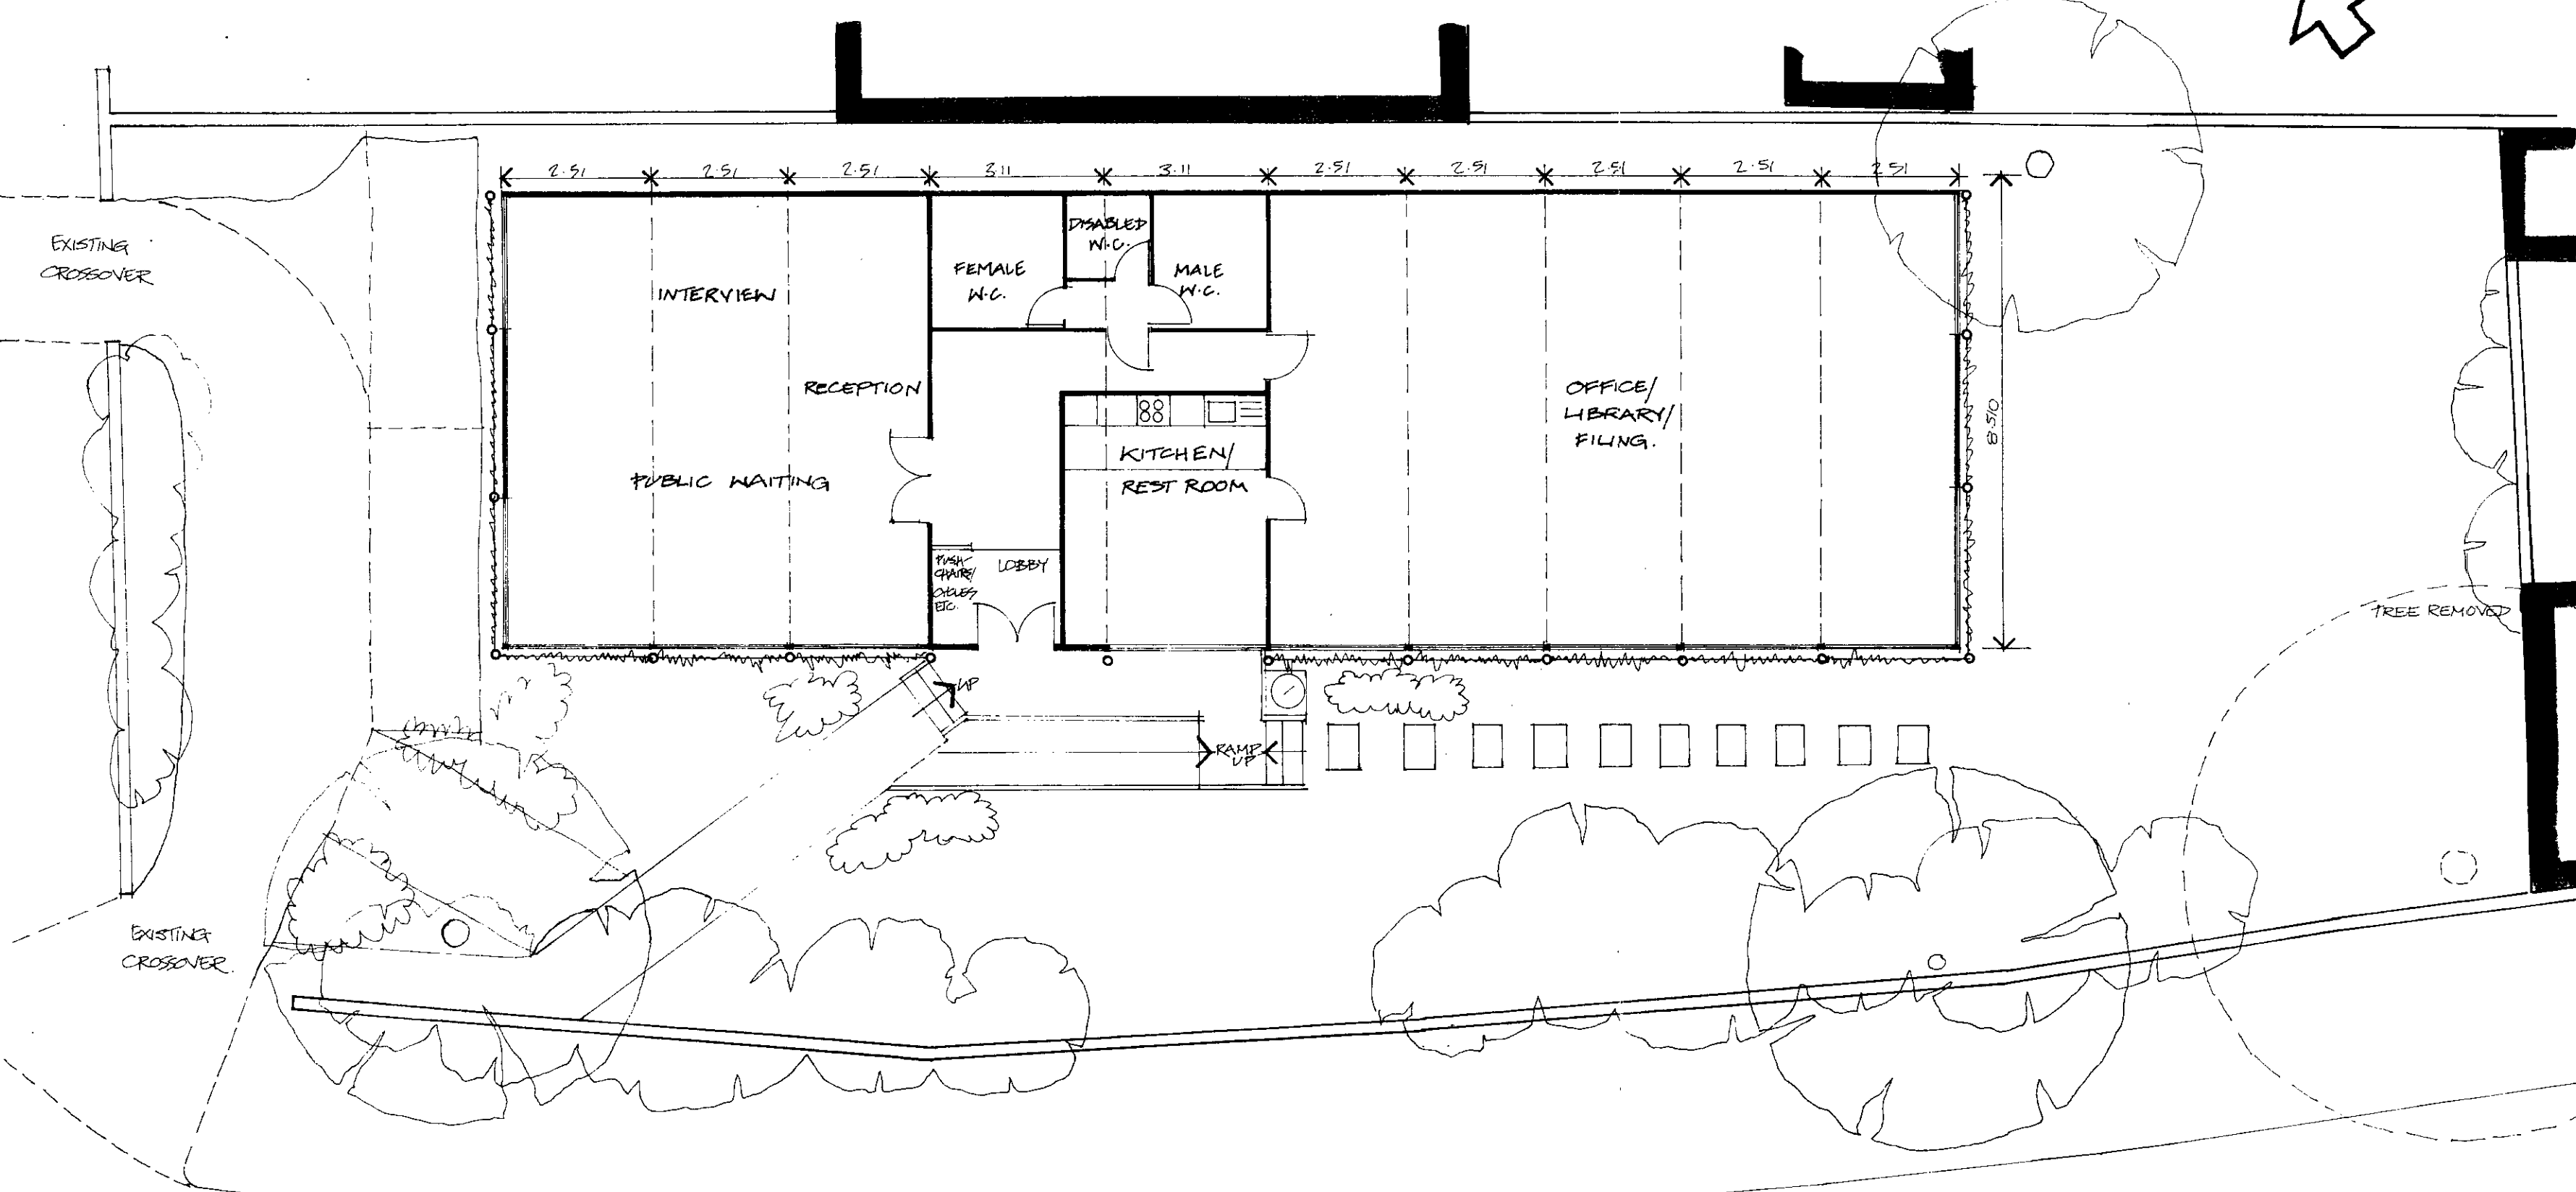 2.51 2.51 2.51 3.11 3.11 2.51 2.51 2.51 2.51 2.51
EXISTING
CROSSOVER
INTERVIEW
FEMALE
W.C.
DISABLED
W.C.
MALE
W.C.
RECEPTION
PUBLIC WAITING
KITCHEN/
REST ROOM
OFFICE/
LIBRARY/
FILING.
8.510
PUSH-
CHAIRS/
CYCLES
ETC.
LOBBY
TREE REMOVED
UP
RAMP
UP
EXISTING
CROSSOVER.